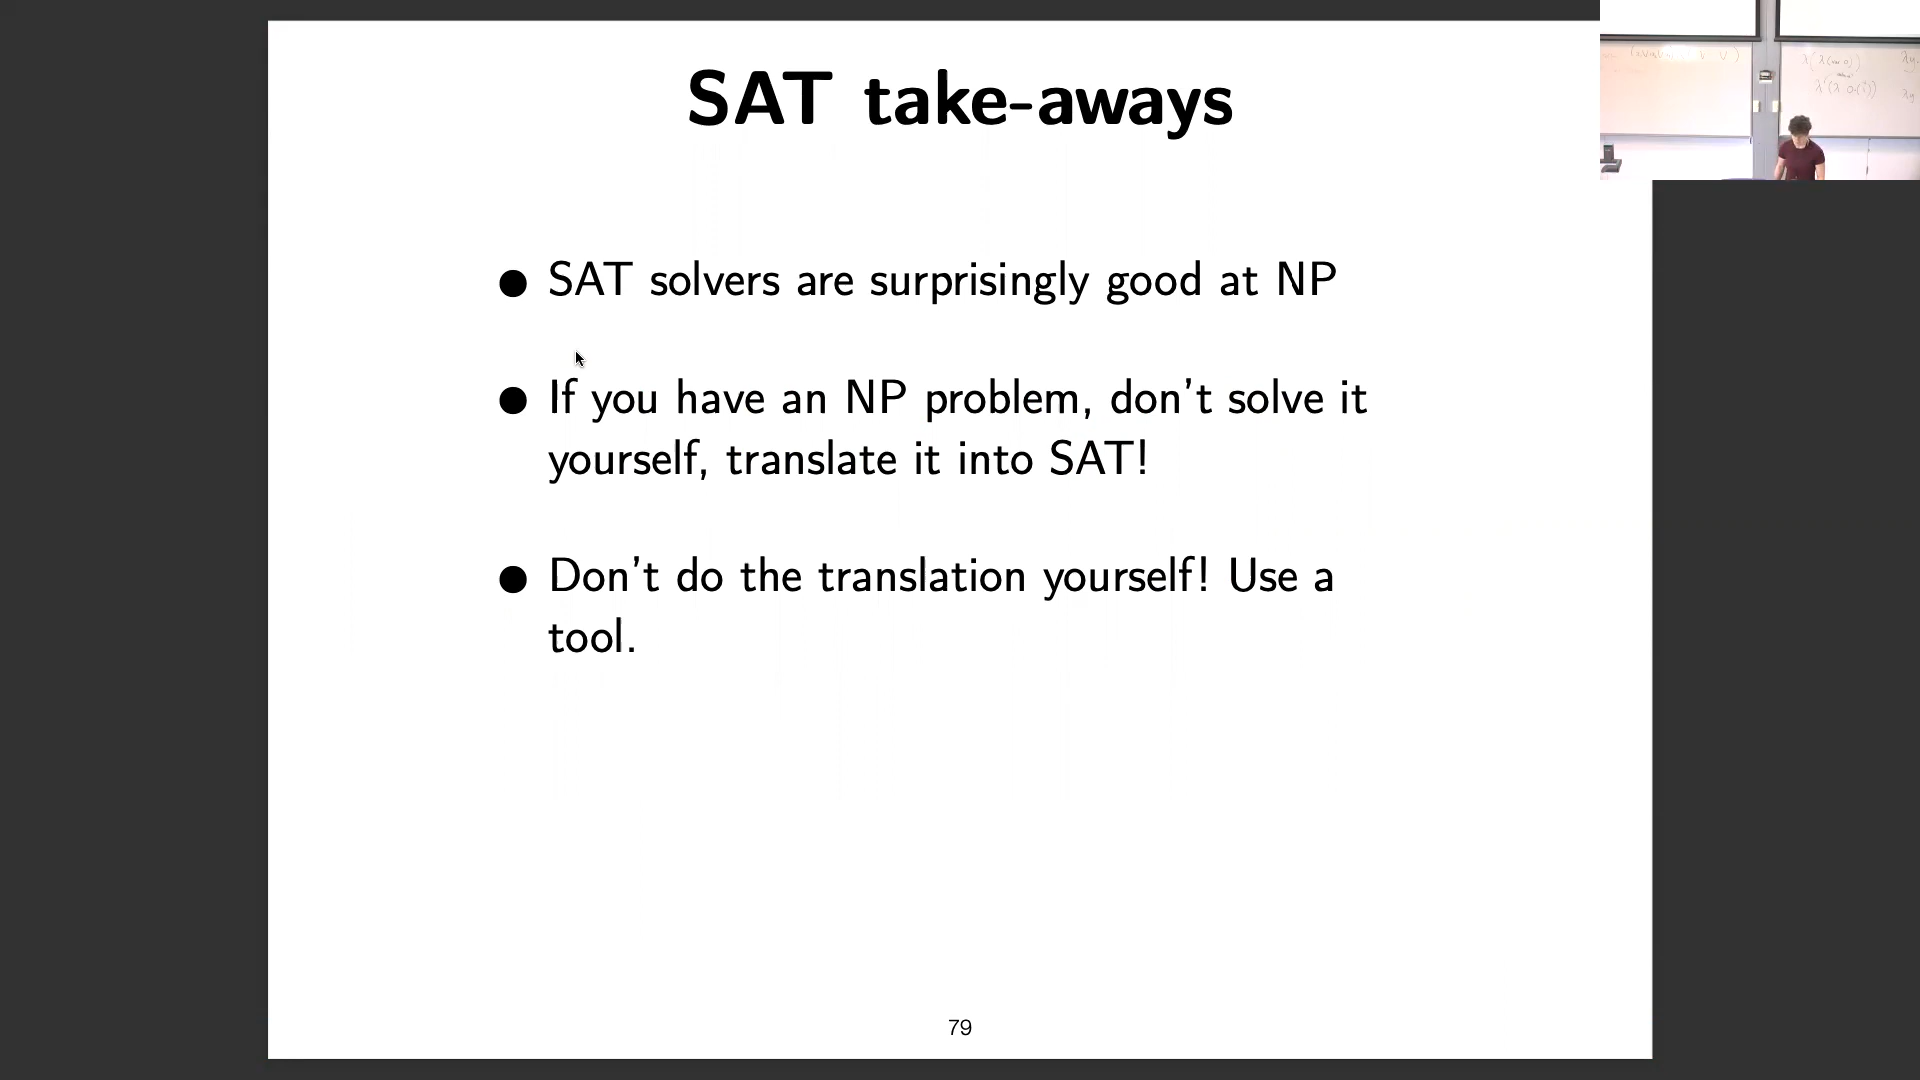 SAT take-aways
● SAT solvers are surprisingly good at NP
● If you have an NP problem, don't solve it
yourself, translate it into SAT!
● Don't do the translation yourself! Use a
tool.
79